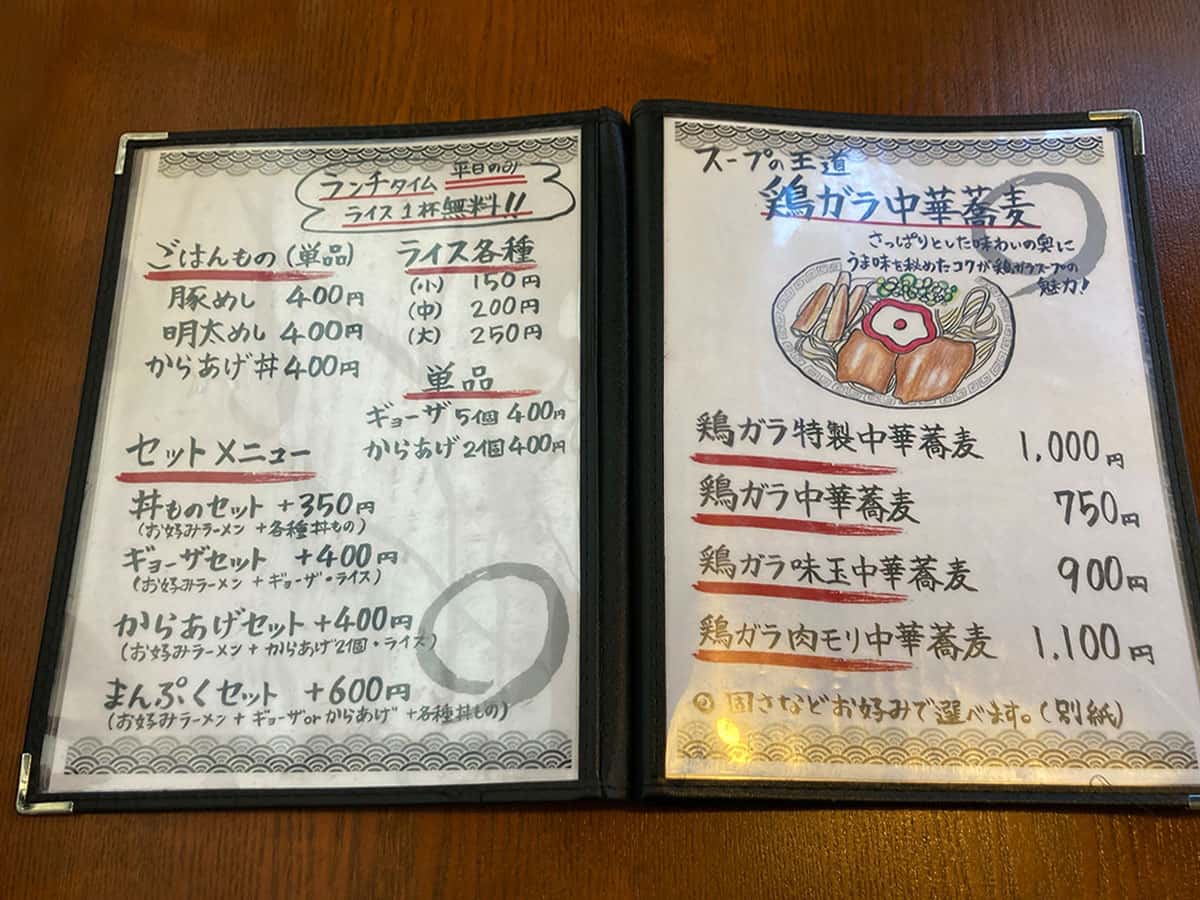 ランチタイム 平日のみ
ライス1杯無料!!
ごはんもの(単品)
豚めし 400円
明太めし 400円
からあげ丼 400円
ライス各種
(小) 150円
(中) 200円
(大) 250円
単品
ギョーザ5個 400円
からあげ2個 400円
セットメニュー
丼ものセット +350円
(お好みラーメン +各種丼もの)
ギョーザセット +400円
(お好みラーメン + ギョーザ・ライス)
からあげセット +400円
(お好みラーメン + からあげ2個・ライス)
まんぷくセット +600円
(お好みラーメン + ギョーザorからあげ +各種丼もの)
スープの王道
鶏ガラ中華蕎麦
さっぱりとした味わいの奥に
うま味を秘めたコクが鶏ガラスープの
魅力!
鶏ガラ特製中華蕎麦 1,000円
鶏ガラ中華蕎麦 750円
鶏ガラ味玉中華蕎麦 900円
鶏ガラ肉モリ中華蕎麦 1,100円
固さなどお好みで選べます。(別紙)